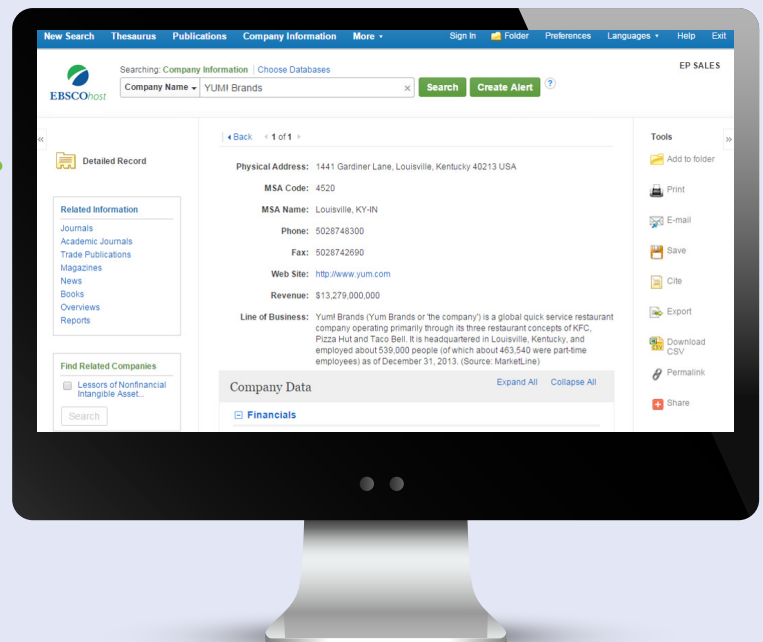 New Search Thesaurus Publications Company Information More Sign In Folder Preferences Languages Help Exit
EP SALES
Searching: Company Information | Choose Databases
EBSCOhost
Company Name YUM! Brands × Search Create Alert ?
« »
Detailed Record
Related Information
Journals
Academic Journals
Trade Publications
Magazines
News
Books
Overviews
Reports
Find Related Companies
Lessors of Nonfinancial
Intangible Asset...
Search
Back 1 of 1
Physical Address: 1441 Gardiner Lane, Louisville, Kentucky 40213 USA
MSA Code: 4520
MSA Name: Louisville, KY-IN
Phone: 5028748300
Fax: 5028742690
Web Site: http://www.yum.com
Revenue: $13,279,000,000
Line of Business: Yum! Brands (Yum Brands or 'the company') is a global quick service restaurant
company operating primarily through its three restaurant concepts of KFC,
Pizza Hut and Taco Bell. It is headquartered in Louisville, Kentucky, and
employed about 539,000 people (of which about 463,540 were part-time
employees) as of December 31, 2013. (Source: MarketLine)
Company Data Expand All Collapse All
Financials
Tools
Add to folder
Print
E-mail
Save
Cite
Export
Download
CSV
Permalink
Share